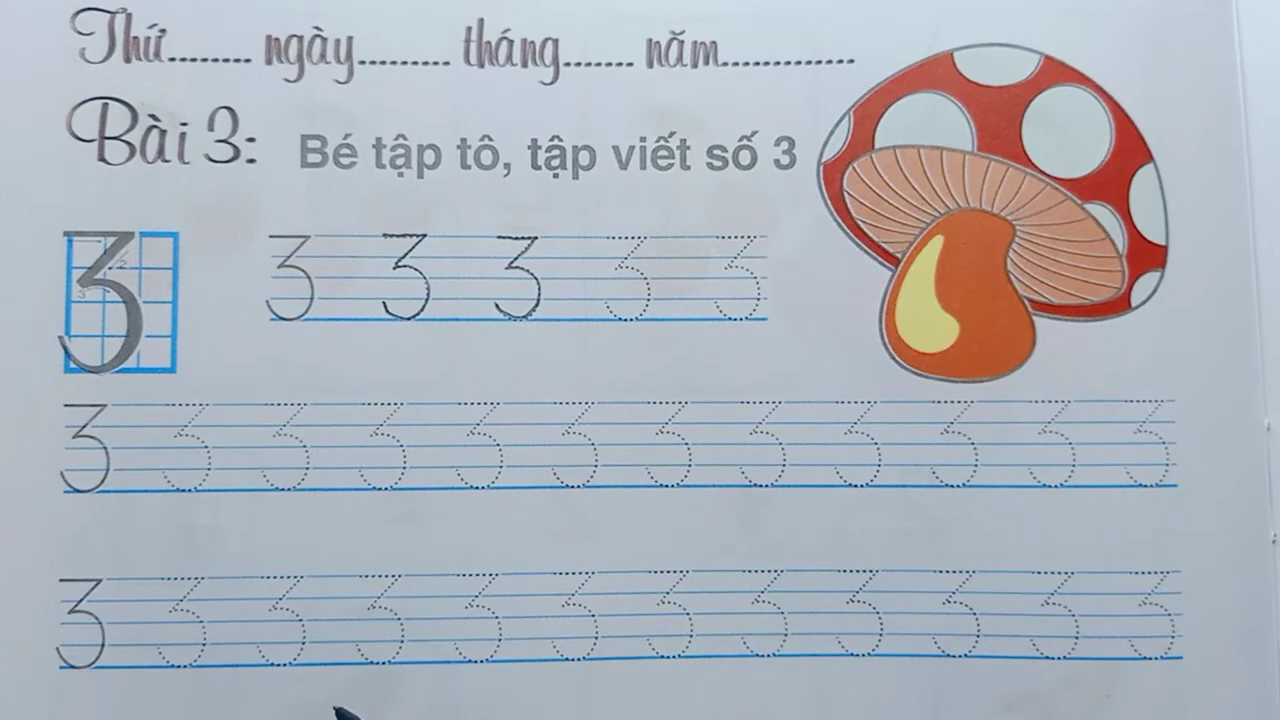 Thứ........ ngày......... tháng....... năm.............
Bài 3: Bé tập tô, tập viết số 3
3 3 3 3 3 3
3 3 3 3 3 3 3 3 3 3 3 3
3 3 3 3 3 3 3 3 3 3 3 3